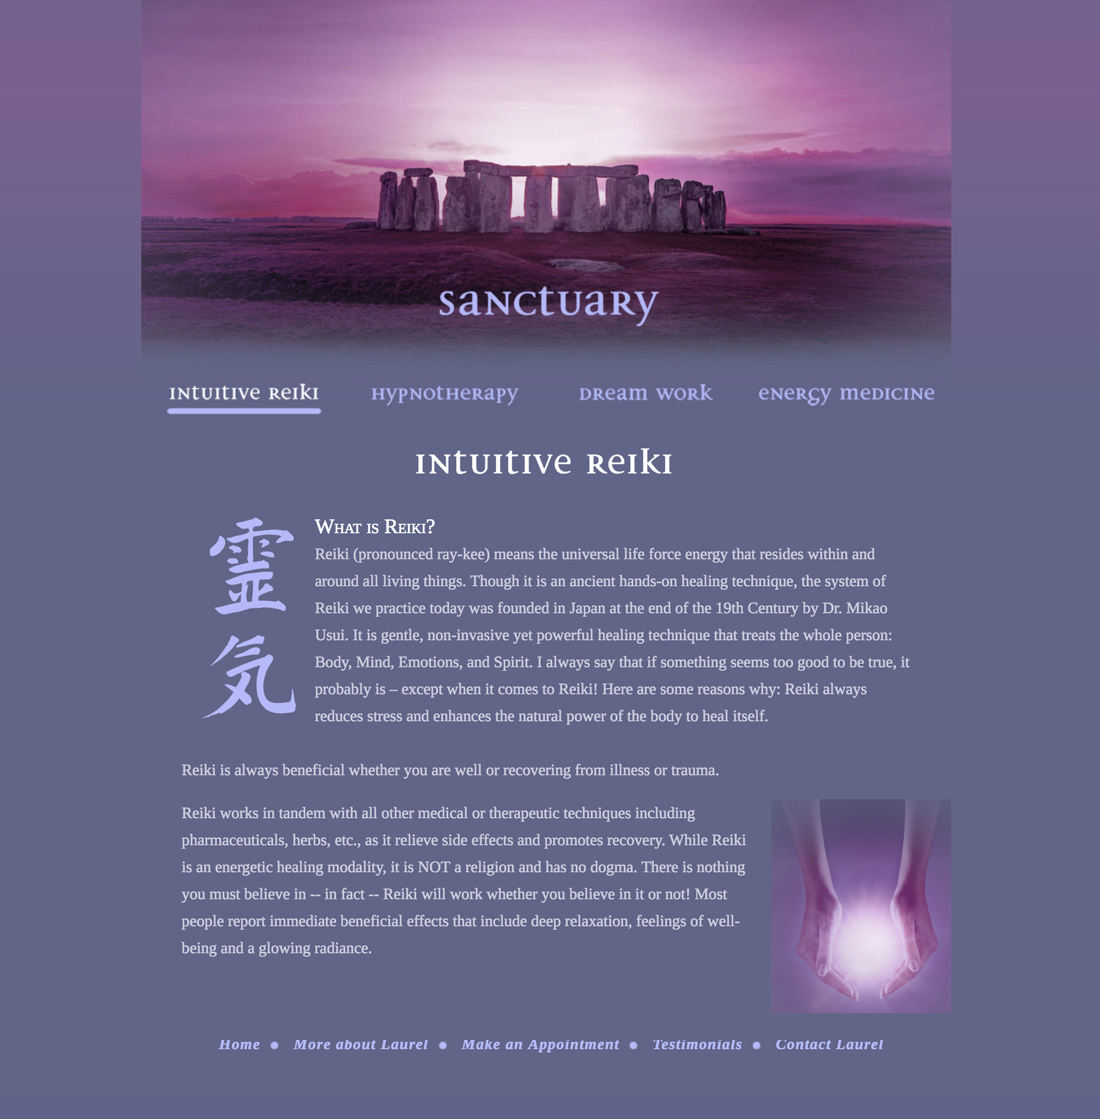 sanctuary
intuitive reiki
hypnotherapy
dream work
energy medicine
intuitive reiki
霊
気
What is Reiki?
Reiki (pronounced ray-kee) means the universal life force energy that resides within and
around all living things. Though it is an ancient hands-on healing technique, the system of
Reiki we practice today was founded in Japan at the end of the 19th Century by Dr. Mikao
Usui. It is gentle, non-invasive yet powerful healing technique that treats the whole person:
Body, Mind, Emotions, and Spirit. I always say that if something seems too good to be true, it
probably is – except when it comes to Reiki! Here are some reasons why: Reiki always
reduces stress and enhances the natural power of the body to heal itself.
Reiki is always beneficial whether you are well or recovering from illness or trauma.
Reiki works in tandem with all other medical or therapeutic techniques including
pharmaceuticals, herbs, etc., as it relieve side effects and promotes recovery. While Reiki
is an energetic healing modality, it is NOT a religion and has no dogma. There is nothing
you must believe in -- in fact -- Reiki will work whether you believe in it or not! Most
people report immediate beneficial effects that include deep relaxation, feelings of well-
being and a glowing radiance.
Home • More about Laurel • Make an Appointment • Testimonials • Contact Laurel